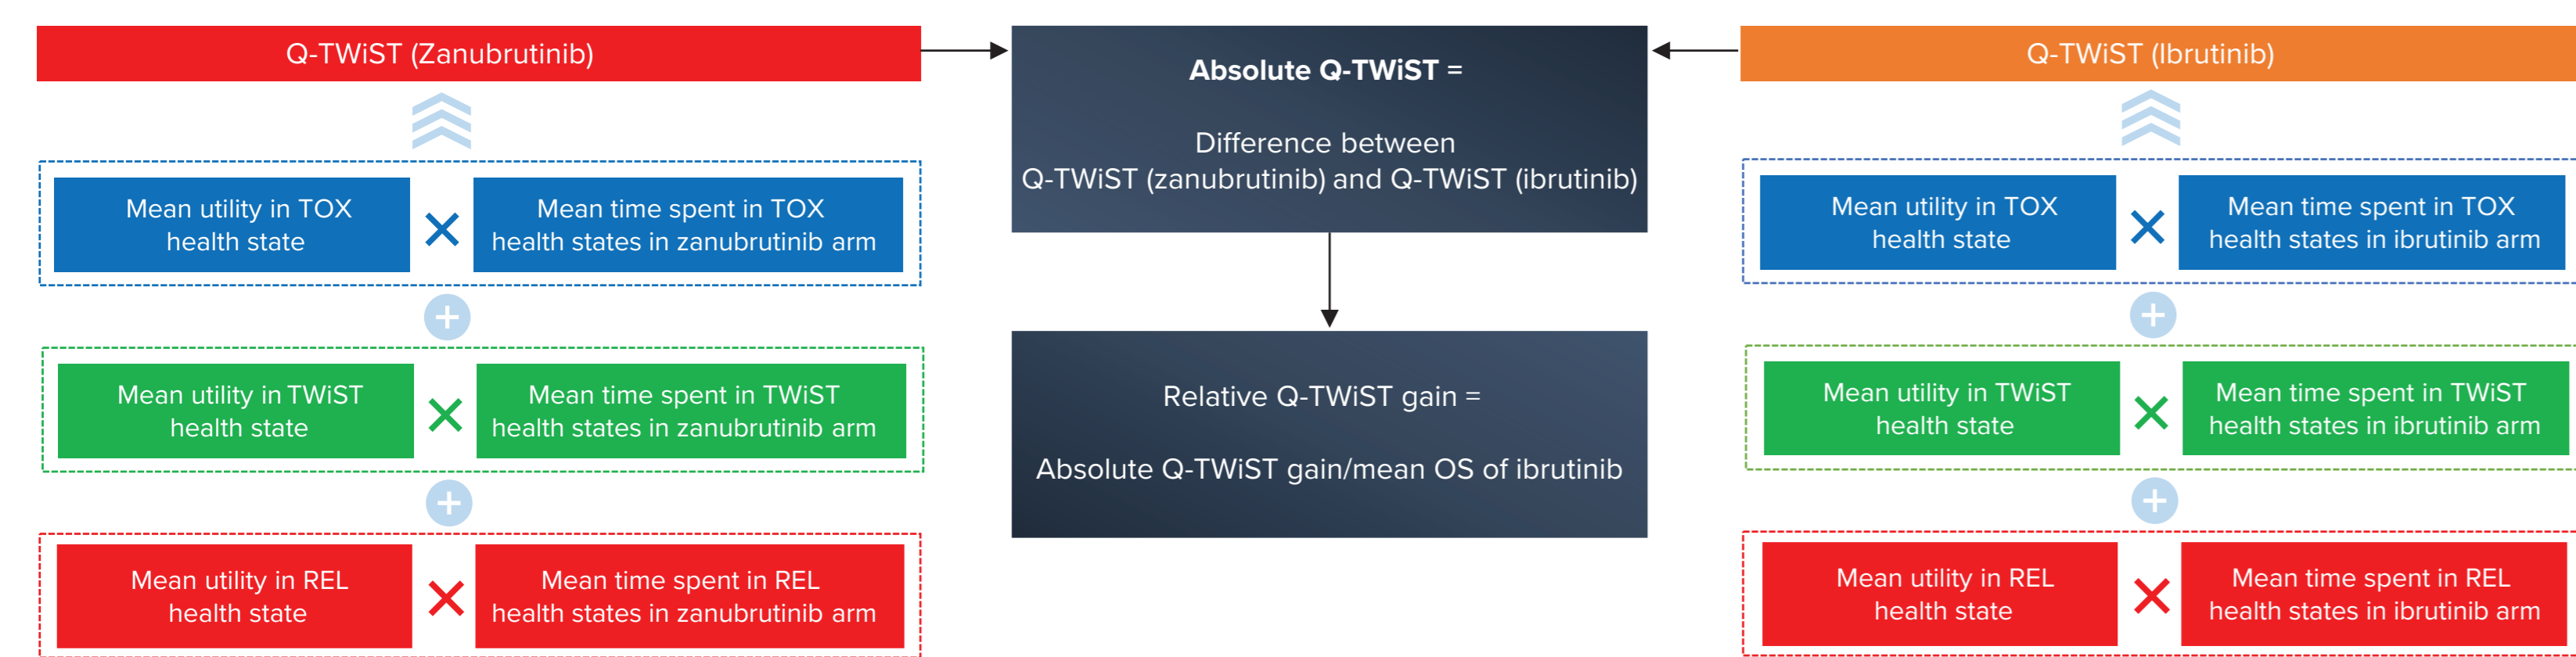 Q-TWiST (Zanubrutinib)
Mean utility in TOX
health state
×
Mean time spent in TOX
health states in zanubrutinib arm
+
Mean utility in TWiST
health state
×
Mean time spent in TWiST
health states in zanubrutinib arm
+
Mean utility in REL
health state
×
Mean time spent in REL
health states in zanubrutinib arm
Absolute Q-TWiST =
Difference between
Q-TWiST (zanubrutinib) and Q-TWiST (ibrutinib)
Relative Q-TWiST gain =
Absolute Q-TWiST gain/mean OS of ibrutinib
Q-TWiST (Ibrutinib)
Mean utility in TOX
health state
×
Mean time spent in TOX
health states in ibrutinib arm
+
Mean utility in TWiST
health state
×
Mean time spent in TWiST
health states in ibrutinib arm
+
Mean utility in REL
health state
×
Mean time spent in REL
health states in ibrutinib arm